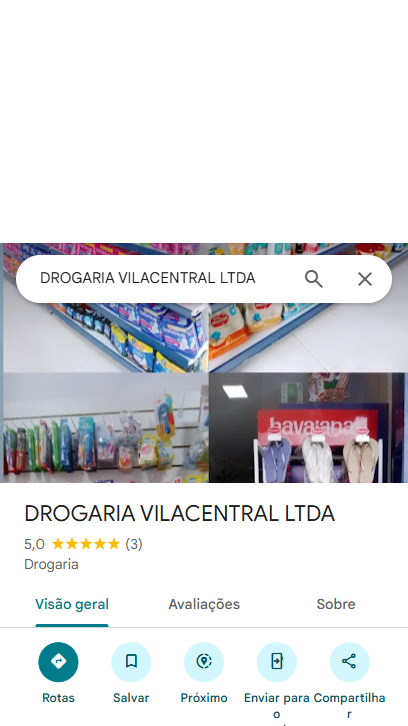 DROGARIA VILACENTRAL LTDA
havaianas
DROGARIA VILACENTRAL LTDA
5,0 ★★★★★ (3)
Drogaria
Visão geral Avaliações Sobre
Rotas Salvar Próximo Enviar para o Compartilhar